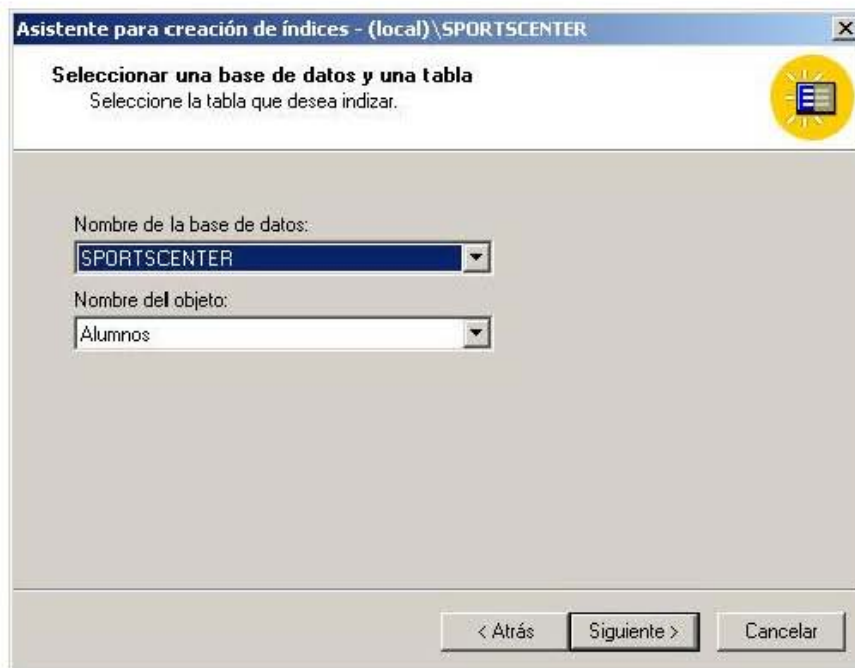 Asistente para creación de índices - (local)\SPORTSCENTER
Seleccionar una base de datos y una tabla
Seleccione la tabla que desea indizar.
Nombre de la base de datos:
SPORTSCENTER
Nombre del objeto:
Alumnos
< Atrás Siguiente > Cancelar